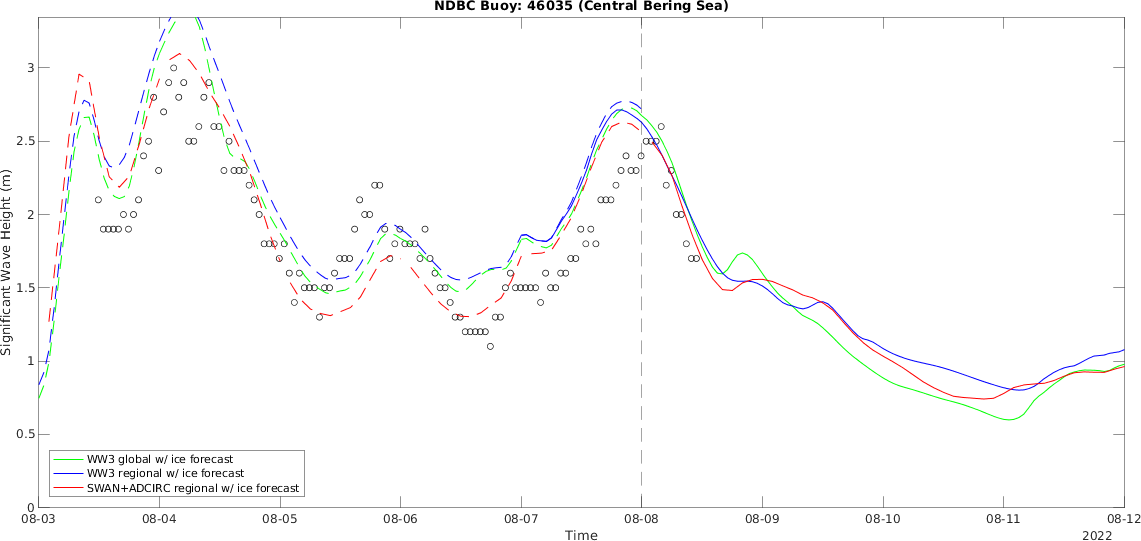 NDBC Buoy: 46035 (Central Bering Sea)
Significant Wave Height (m)
3
2.5
2
1.5
1
0.5
0
WW3 global w/ ice forecast
WW3 regional w/ ice forecast
SWAN+ADCIRC regional w/ ice forecast
08-03 08-04 08-05 08-06 08-07 08-08 08-09 08-10 08-11 08-12
Time 2022